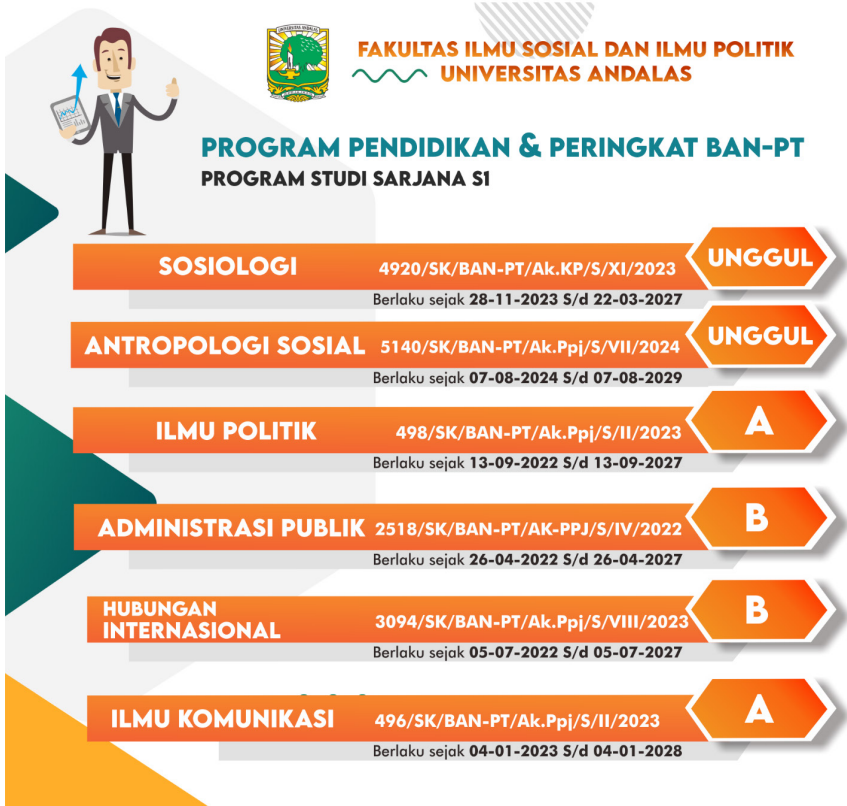 FAKULTAS ILMU SOSIAL DAN ILMU POLITIK
UNIVERSITAS ANDALAS
PROGRAM PENDIDIKAN & PERINGKAT BAN-PT
PROGRAM STUDI SARJANA S1
SOSIOLOGI 4920/SK/BAN-PT/Ak.KP/S/XI/2023 UNGGUL
Berlaku sejak 28-11-2023 S/d 22-03-2027
ANTROPOLOGI SOSIAL 5140/SK/BAN-PT/Ak.Ppj/S/VII/2024 UNGGUL
Berlaku sejak 07-08-2024 S/d 07-08-2029
ILMU POLITIK 498/SK/BAN-PT/Ak.Ppj/S/II/2023 A
Berlaku sejak 13-09-2022 S/d 13-09-2027
ADMINISTRASI PUBLIK 2518/SK/BAN-PT/AK-PPJ/S/IV/2022 B
Berlaku sejak 26-04-2022 S/d 26-04-2027
HUBUNGAN
INTERNASIONAL 3094/SK/BAN-PT/Ak.Ppj/S/VIII/2023 B
Berlaku sejak 05-07-2022 S/d 05-07-2027
ILMU KOMUNIKASI 496/SK/BAN-PT/Ak.Ppj/S/II/2023 A
Berlaku sejak 04-01-2023 S/d 04-01-2028